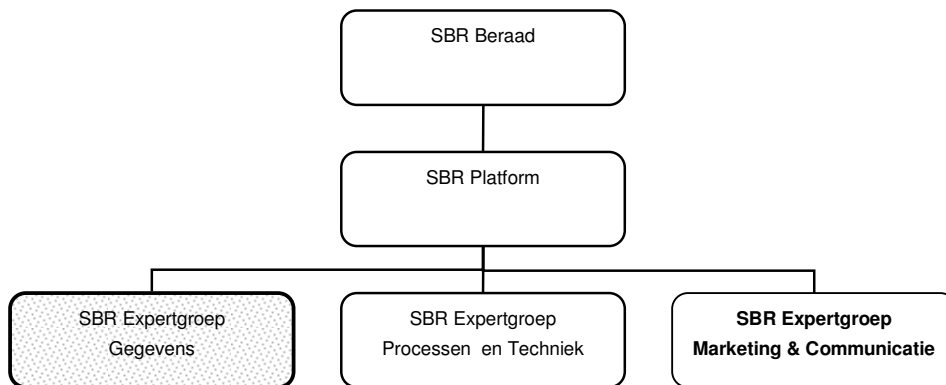 SBR Beraad
SBR Platform
SBR Expertgroep
Gegevens
SBR Expertgroep
Processen en Techniek
SBR Expertgroep
Marketing & Communicatie